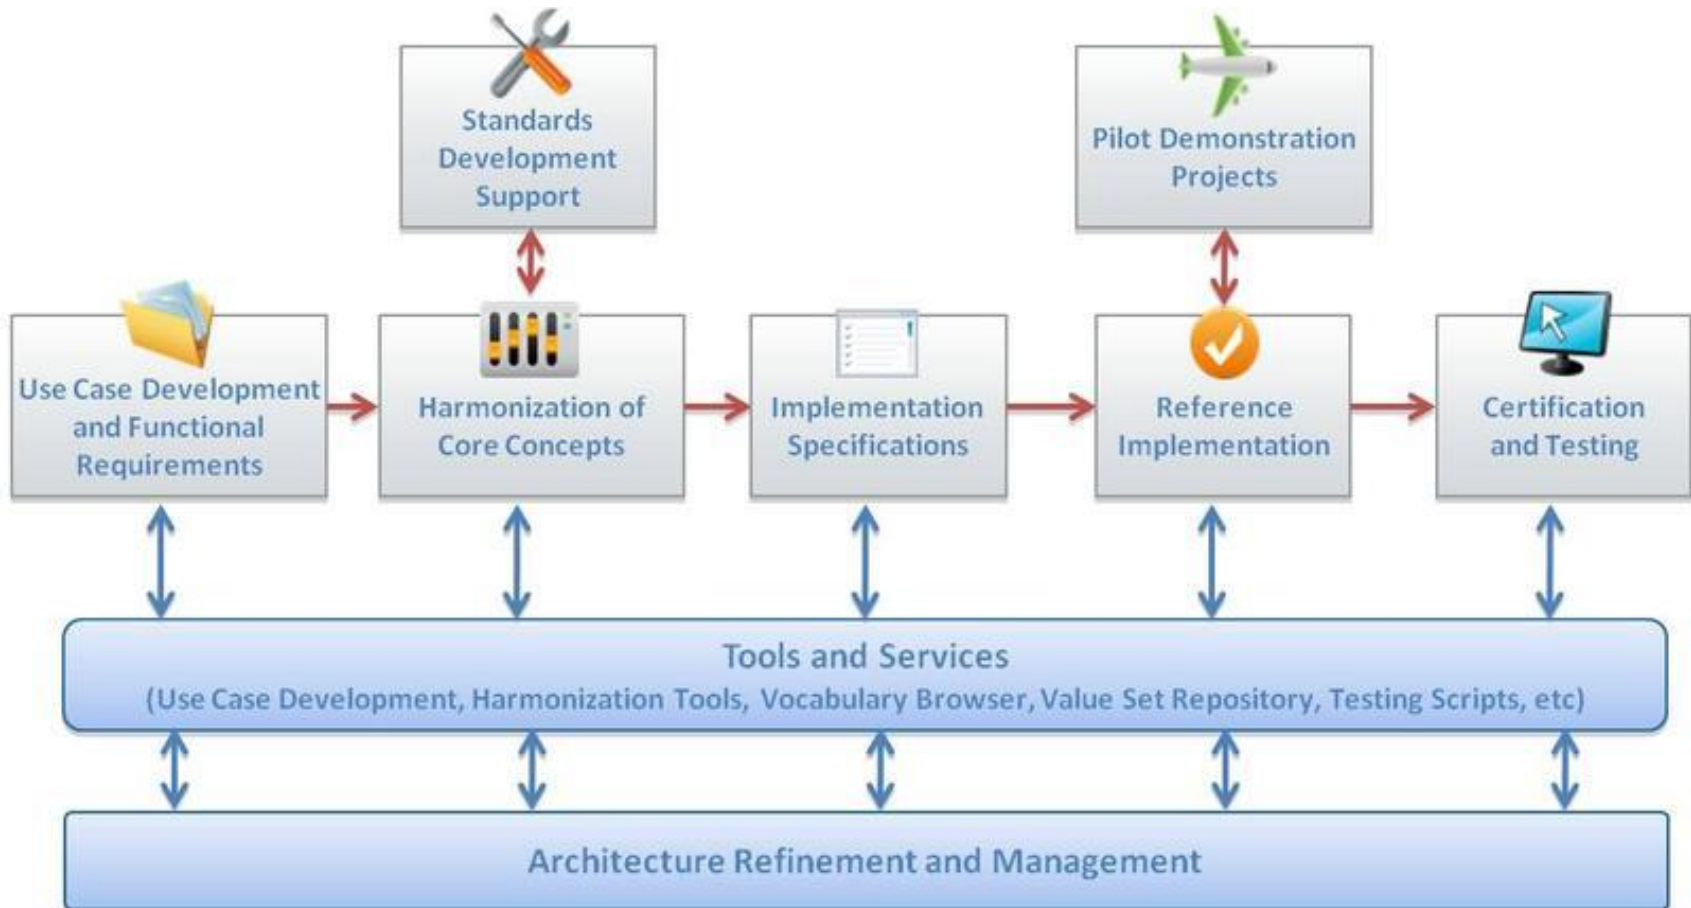 Standards
Development
Support
Pilot Demonstration
Projects
Use Case Development
and Functional
Requirements
Harmonization of
Core Concepts
Implementation
Specifications
Reference
Implementation
Certification
and Testing
Tools and Services
(Use Case Development, Harmonization Tools, Vocabulary Browser, Value Set Repository, Testing Scripts, etc)
Architecture Refinement and Management